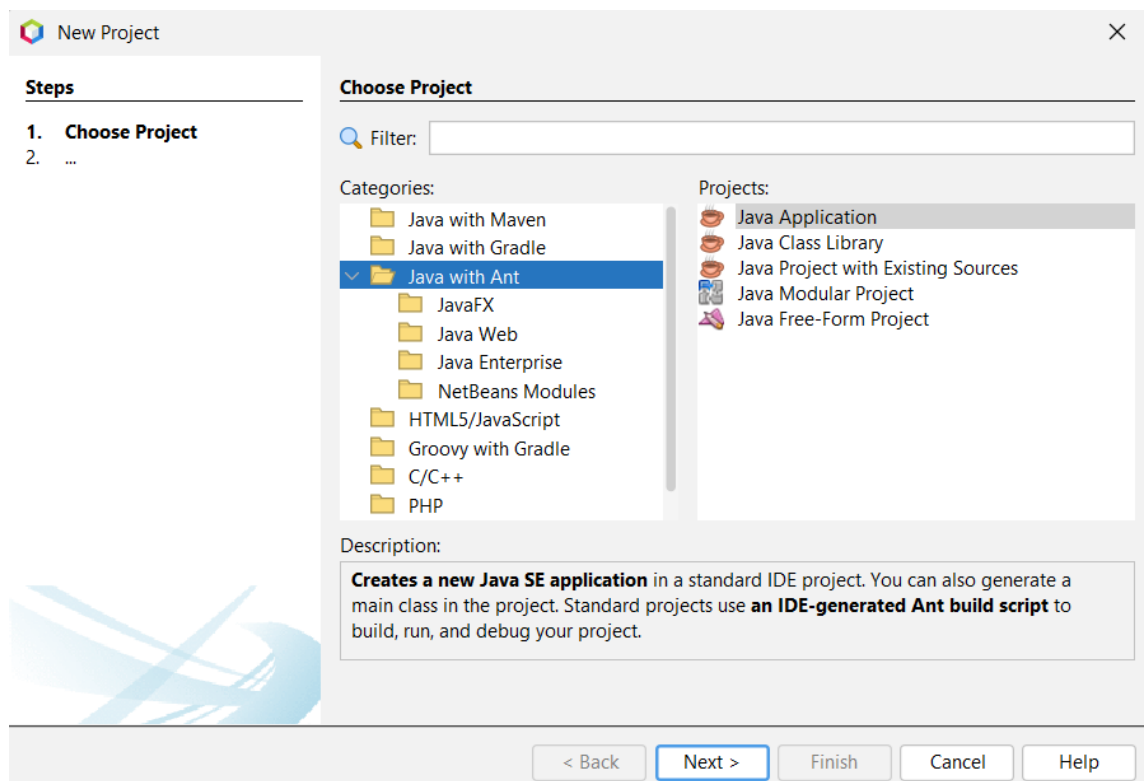 New Project
Steps
1. Choose Project
2. ...
Choose Project
Filter:
Categories:
Java with Maven
Java with Gradle
Java with Ant
JavaFX
Java Web
Java Enterprise
NetBeans Modules
HTML5/JavaScript
Groovy with Gradle
C/C++
PHP
Projects:
Java Application
Java Class Library
Java Project with Existing Sources
Java Modular Project
Java Free-Form Project
Description:
Creates a new Java SE application in a standard IDE project. You can also generate a
main class in the project. Standard projects use an IDE-generated Ant build script to
build, run, and debug your project.
< Back
Next >
Finish
Cancel
Help